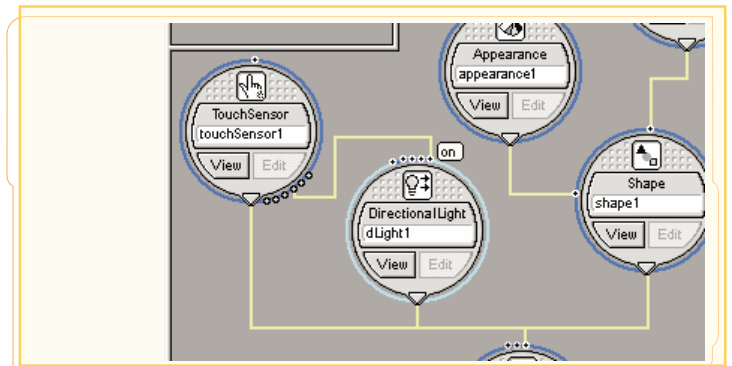 Appearance
appearance1
View Edit
TouchSensor
touchSensor1
View Edit
on
DirectionalLight
dLight1
View Edit
Shape
shape1
View Edit